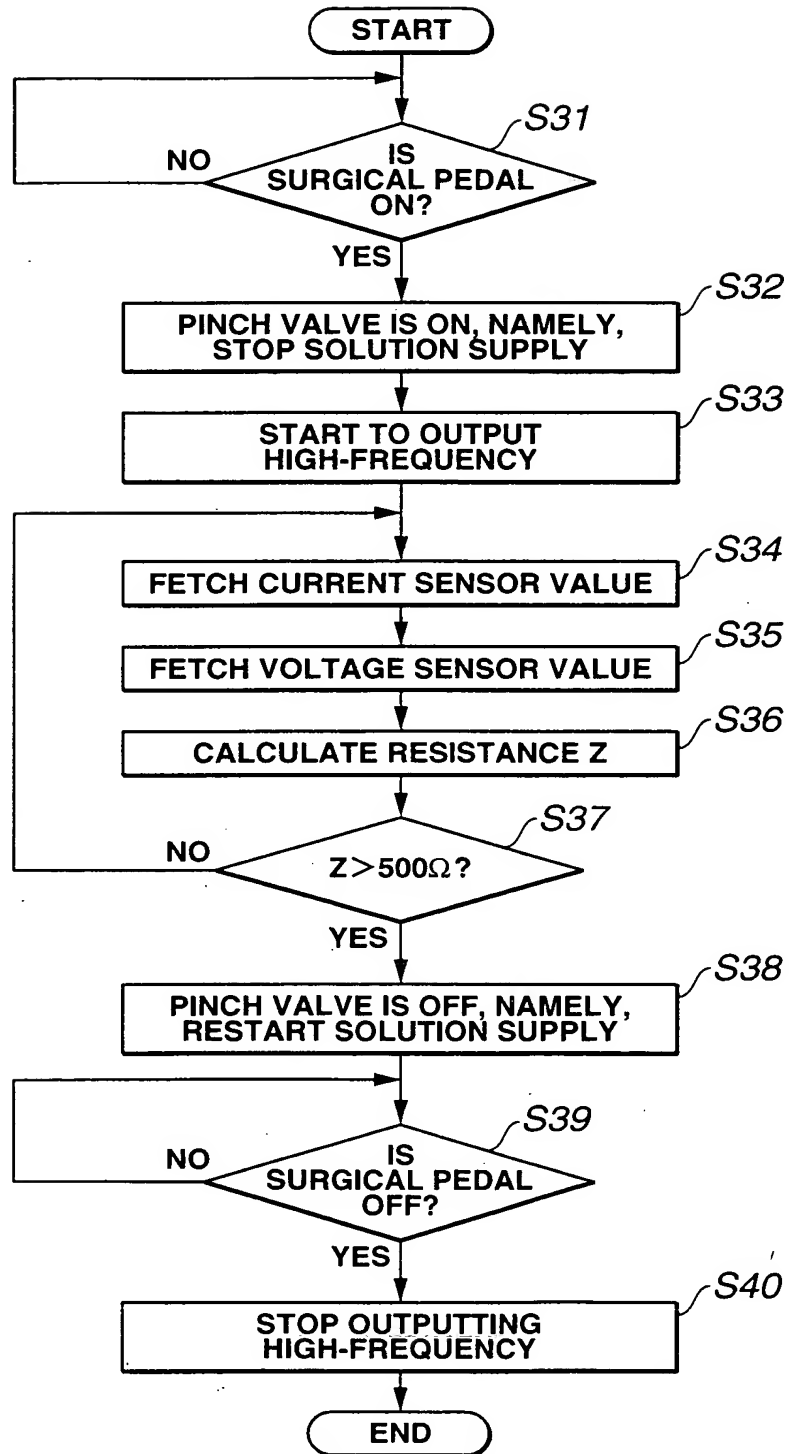 START
S31
IS
SURGICAL PEDAL
ON?
NO
YES
S32
PINCH VALVE IS ON, NAMELY,
STOP SOLUTION SUPPLY
S33
START TO OUTPUT
HIGH-FREQUENCY
S34
FETCH CURRENT SENSOR VALUE
S35
FETCH VOLTAGE SENSOR VALUE
S36
CALCULATE RESISTANCE Z
S37
NO
Z>500Ω?
YES
S38
PINCH VALVE IS OFF, NAMELY,
RESTART SOLUTION SUPPLY
S39
IS
SURGICAL PEDAL
OFF?
NO
YES
S40
STOP OUTPUTTING
HIGH-FREQUENCY
END